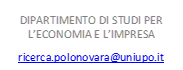 DIPARTIMENTO DI STUDI PER
L'ECONOMIA E L'IMPRESA
ricerca.polonovara@uniupo.it